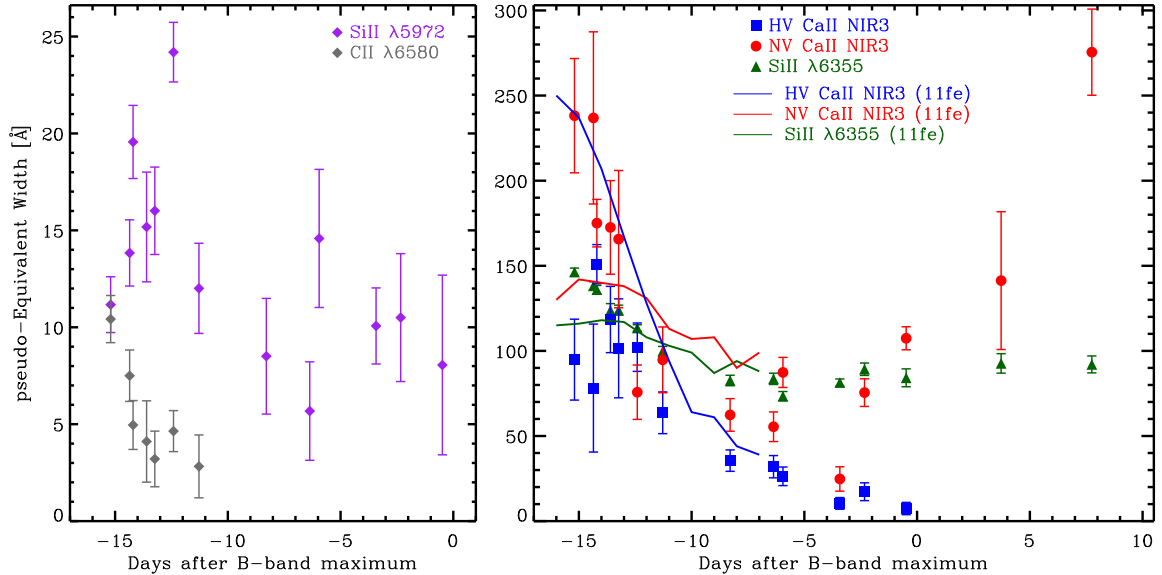 pseudo-Equivalent Width [Å]
25
20
15
10
5
0
SiII λ5972
CII λ6580
−15
−10
−5
0
Days after B-band maximum
300
250
200
150
100
50
0
HV CaII NIR3
NV CaII NIR3
SiII λ6355
HV CaII NIR3 (11fe)
NV CaII NIR3 (11fe)
SiII λ6355 (11fe)
−15
−10
−5
0
5
10
Days after B-band maximum